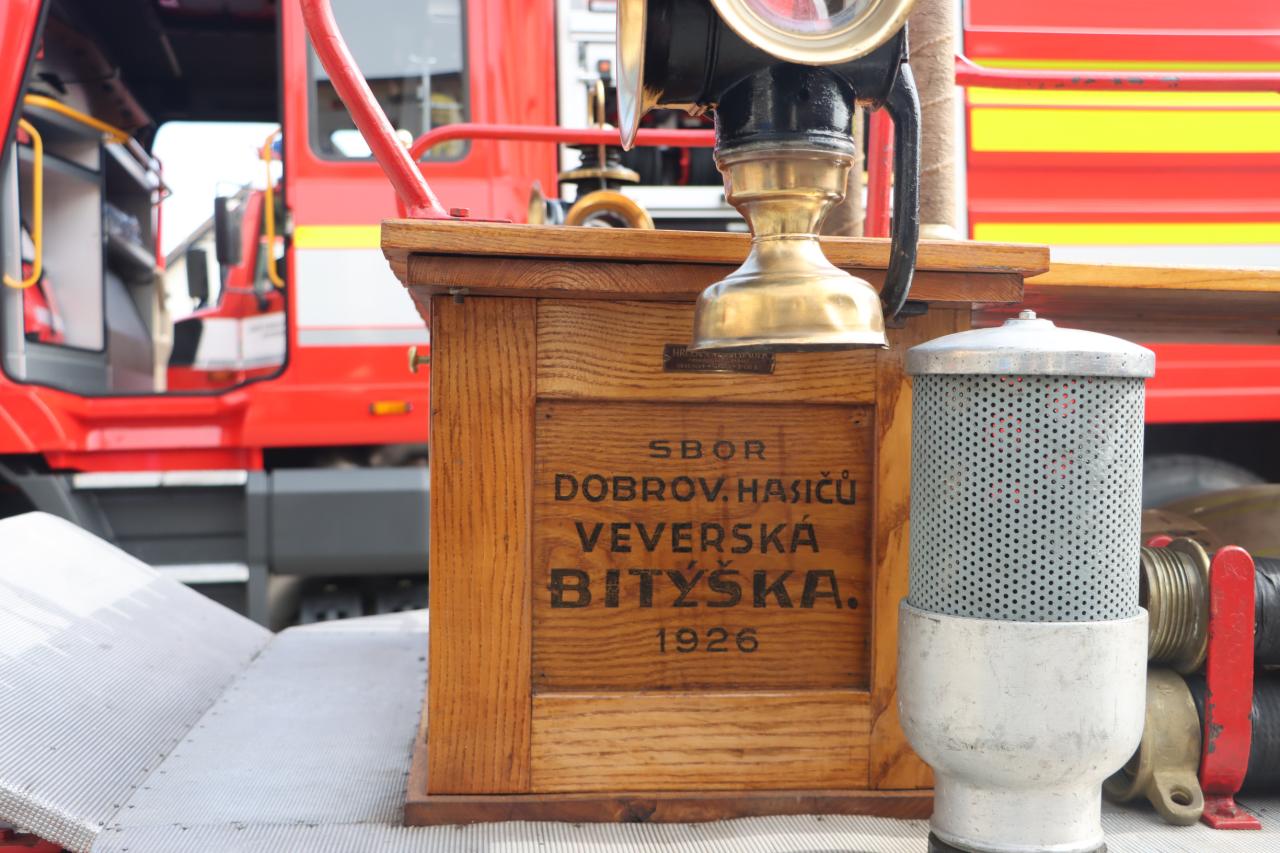 SBOR
DOBROV. HASIČŮ
VEVERSKÁ
BITÝŠKA.
1926